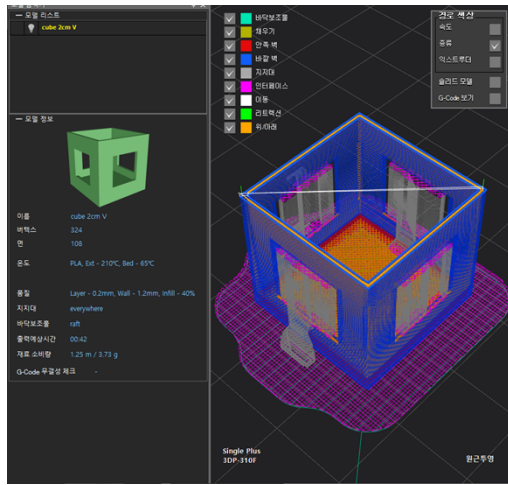 모델 리스트
cube 2cm V
모델 정보
이름 cube 2cm V
버텍스 324
면 108
온도 PLA, Ext - 210℃, Bed - 65℃
품질 Layer - 0.2mm, Wall - 1.2mm, Infill - 40%
지지대 everywhere
바닥보조물 raft
출력예상시간 00:42
재료 소비량 1.25 m / 3.73 g
G-Code 무결성 체크 -
바닥보조물
채우기
안쪽 벽
바깥 벽
지지대
인터페이스
이동
리트랙션
위/아래
경로 색상
속도
종류
익스트루더
솔리드 모델
G-Code 보기
Single Plus
3DP-310F
원근투영